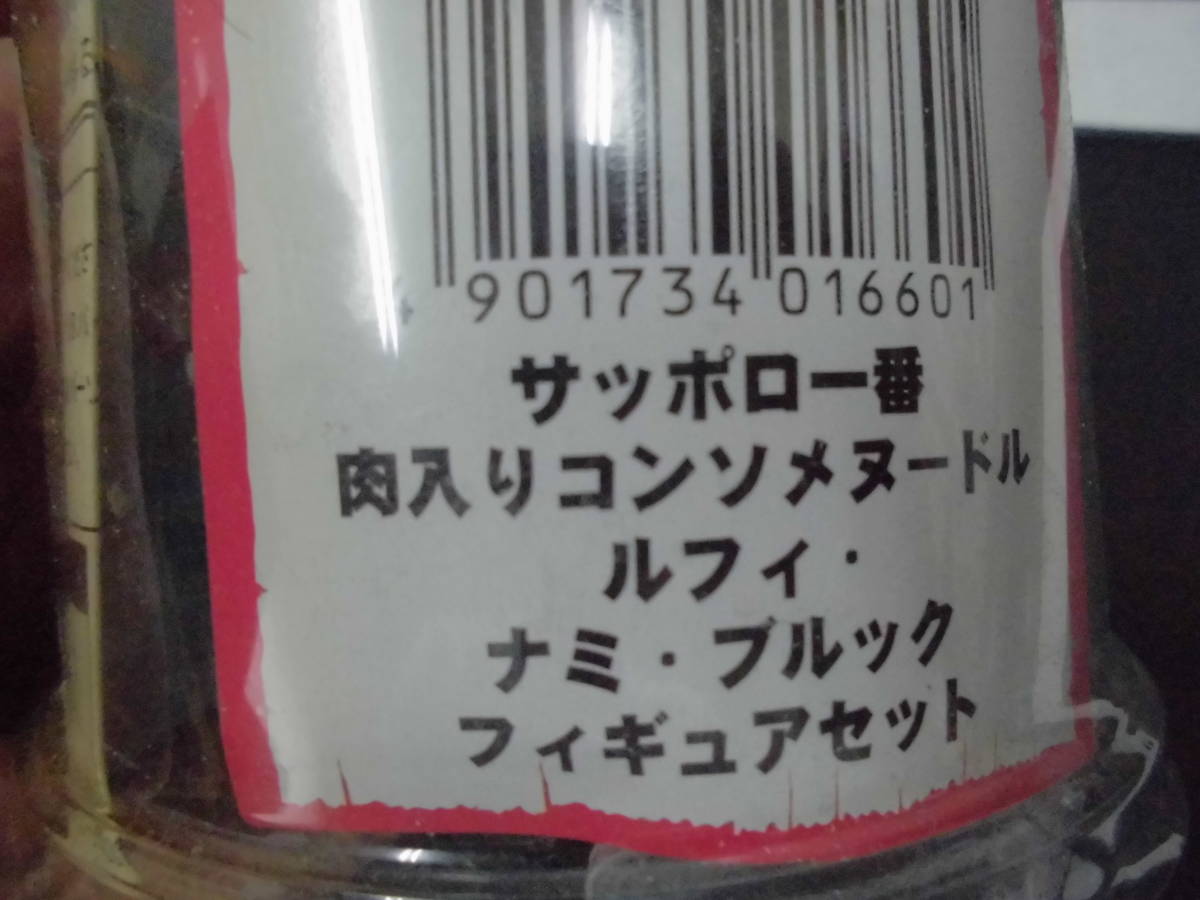 4 901734 016601
サッポロ一番
肉入りコンソメヌードル
ルフィ・
ナミ・ブルック
フィギュアセット